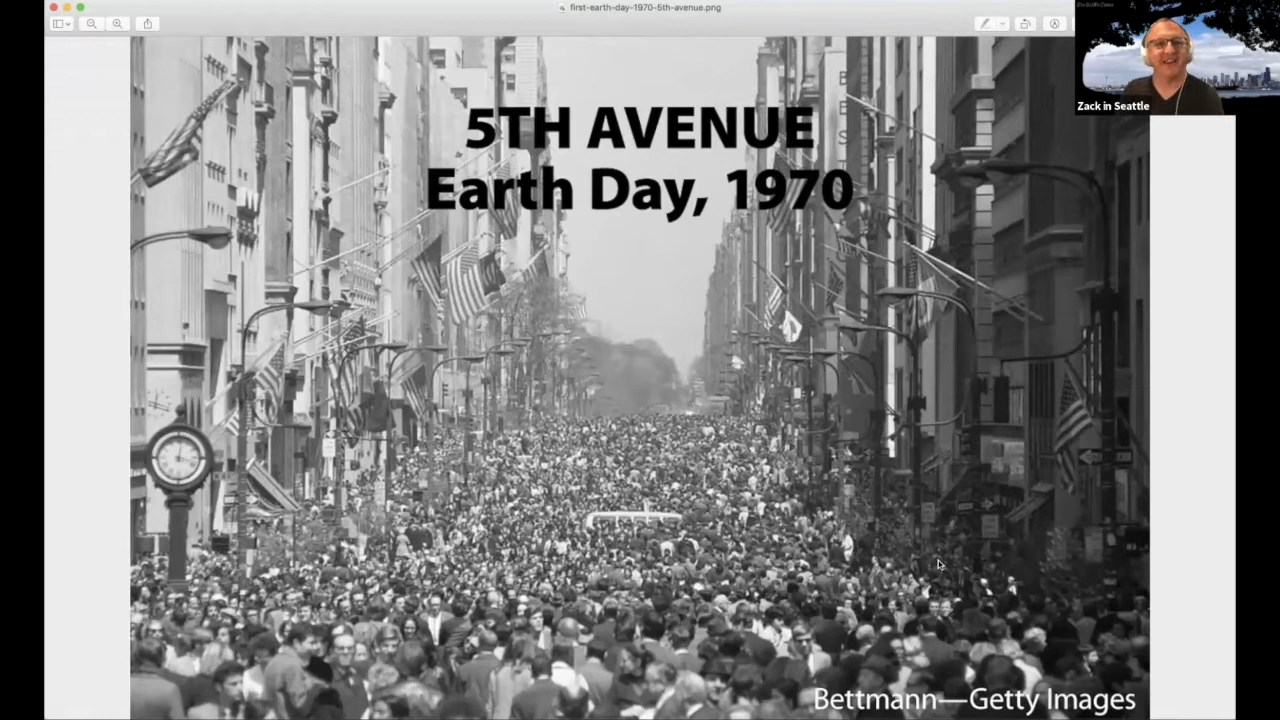 first-earth-day-1970-5th-avenue.png
Zack in Seattle
5TH AVENUE
Earth Day, 1970
Bettmann—Getty Images